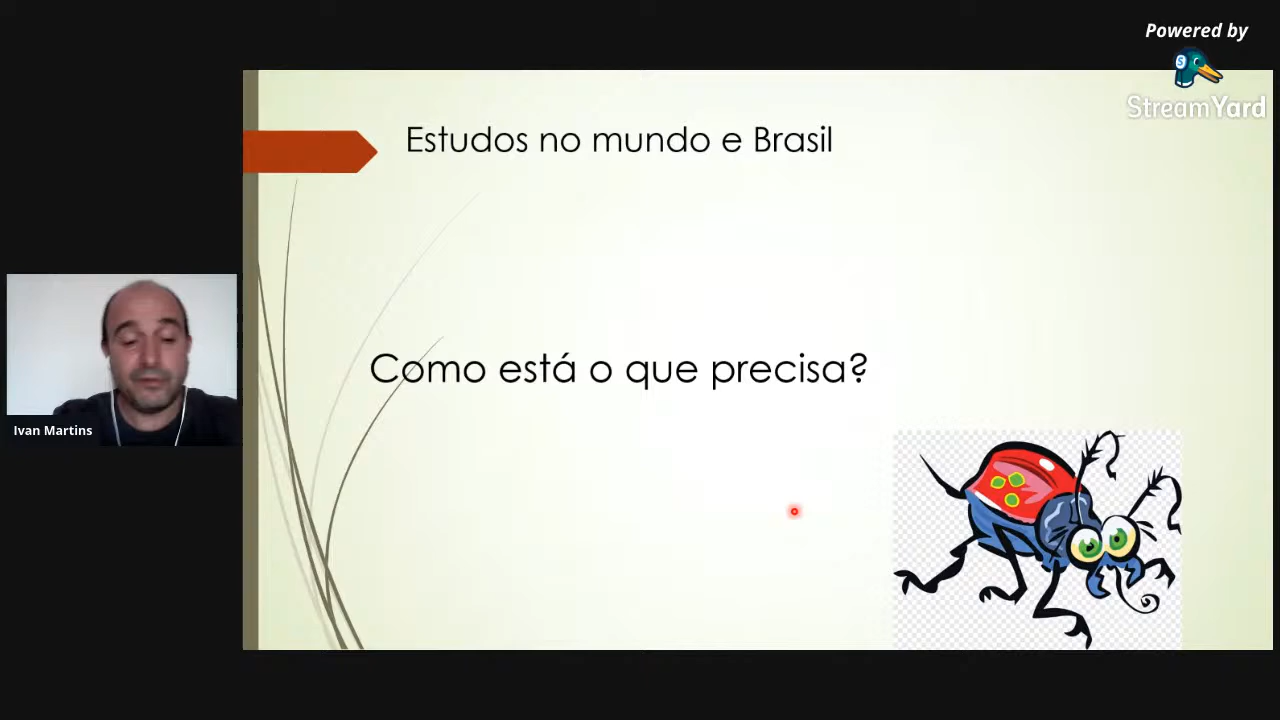 Powered by
StreamYard
Estudos no mundo e Brasil
Como está o que precisa?
Ivan Martins